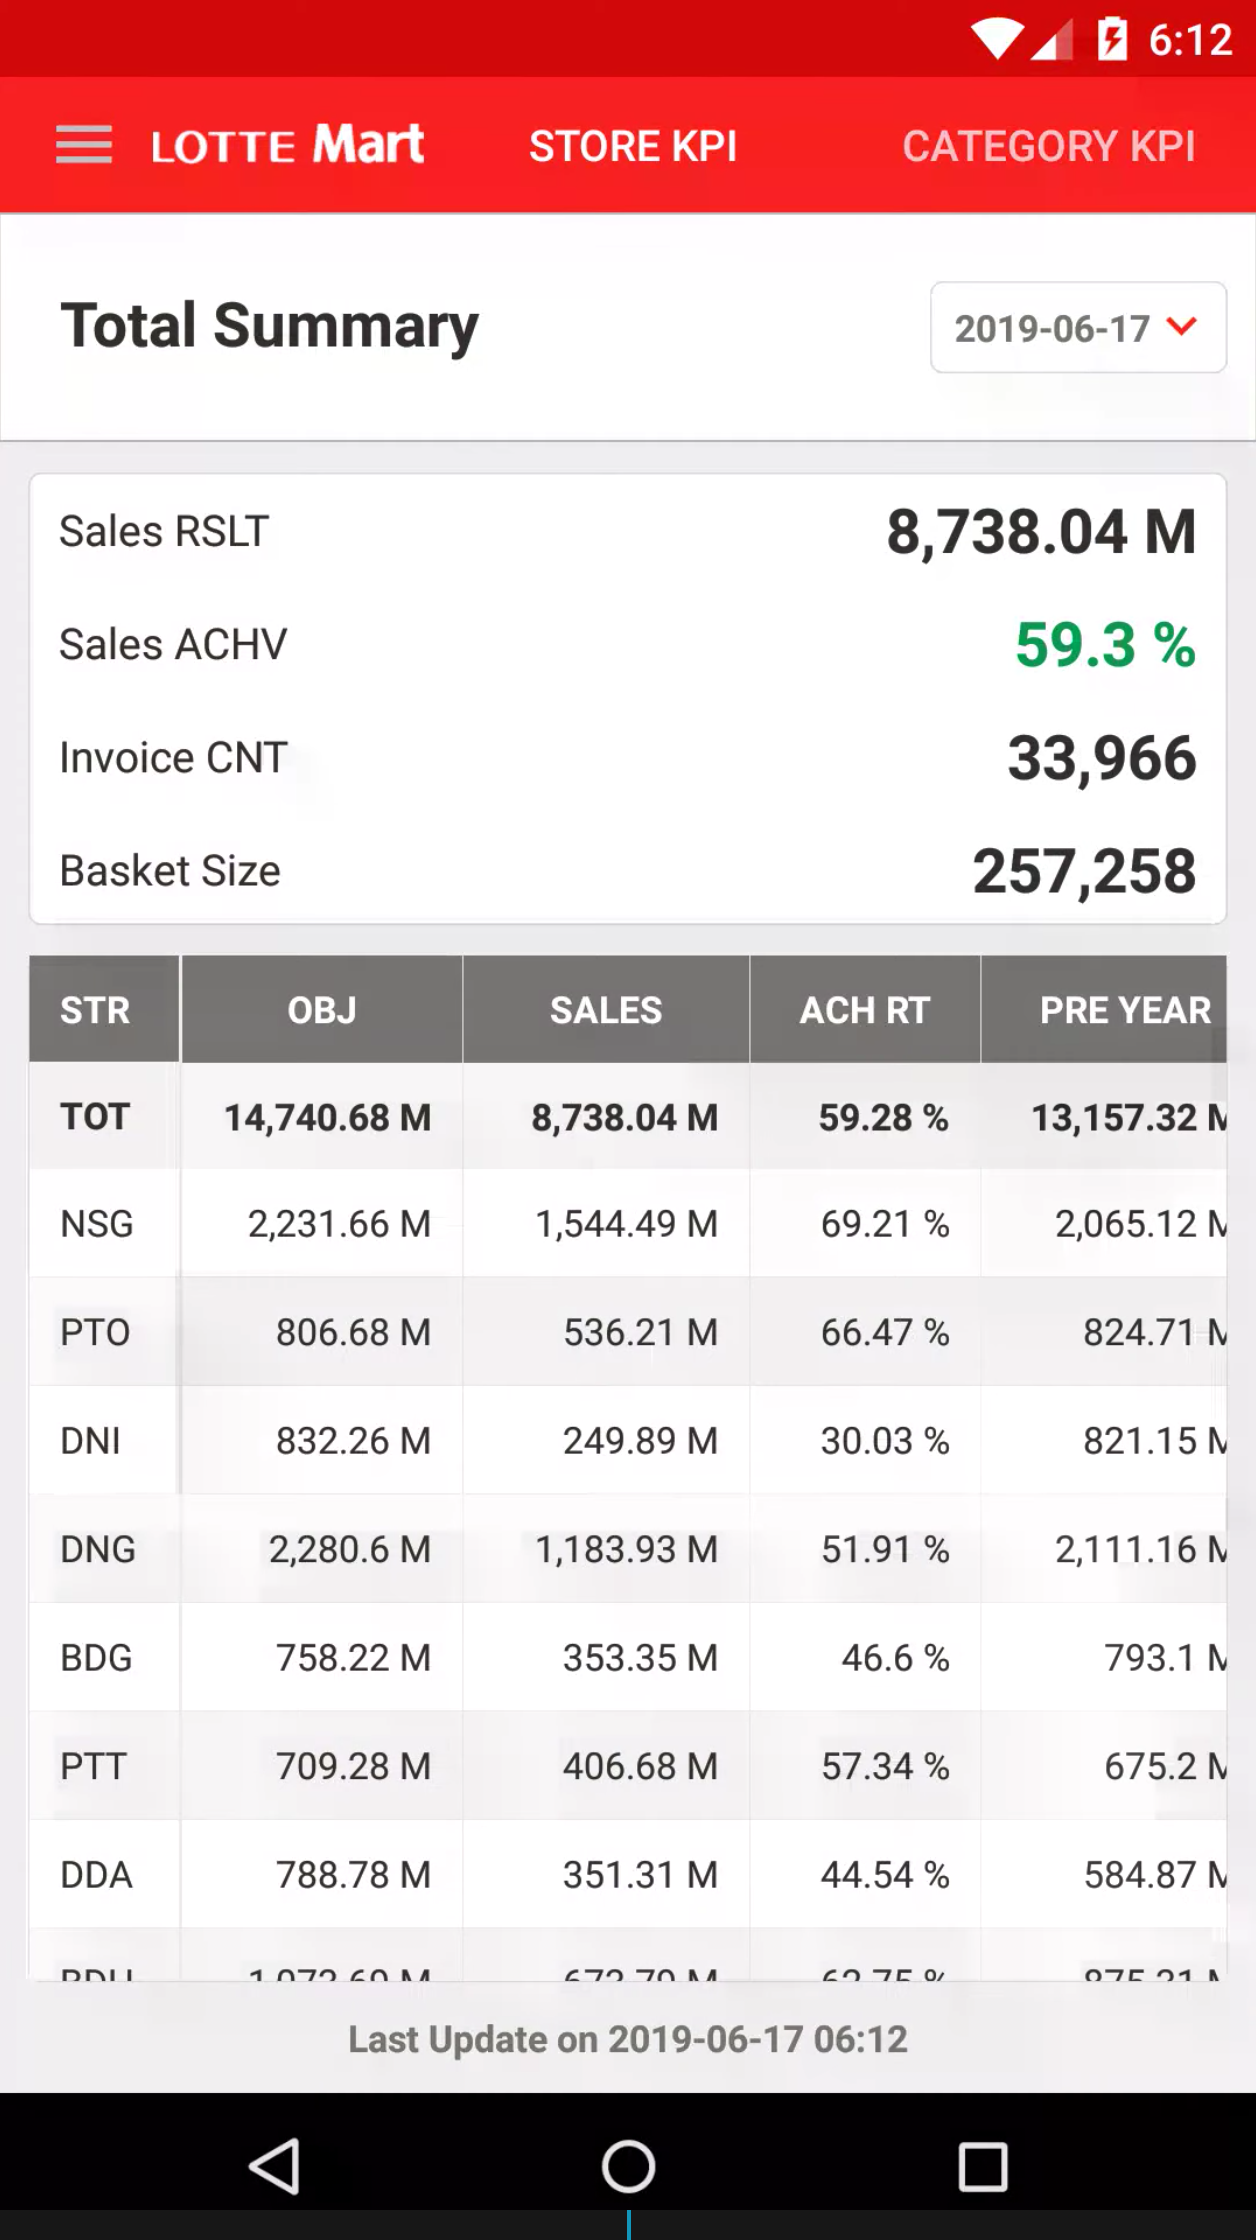 6:12
LOTTE Mart STORE KPI CATEGORY KPI
Total Summary 2019-06-17
Sales RSLT 8,738.04 M
Sales ACHV 59.3 %
Invoice CNT 33,966
Basket Size 257,258
STR OBJ SALES ACH RT PRE YEAR
TOT 14,740.68 M 8,738.04 M 59.28 % 13,157.32 M
NSG 2,231.66 M 1,544.49 M 69.21 % 2,065.12 M
PTO 806.68 M 536.21 M 66.47 % 824.71 M
DNI 832.26 M 249.89 M 30.03 % 821.15 M
DNG 2,280.6 M 1,183.93 M 51.91 % 2,111.16 M
BDG 758.22 M 353.35 M 46.6 % 793.1 M
PTT 709.28 M 406.68 M 57.34 % 675.2 M
DDA 788.78 M 351.31 M 44.54 % 584.87 M
Last Update on 2019-06-17 06:12